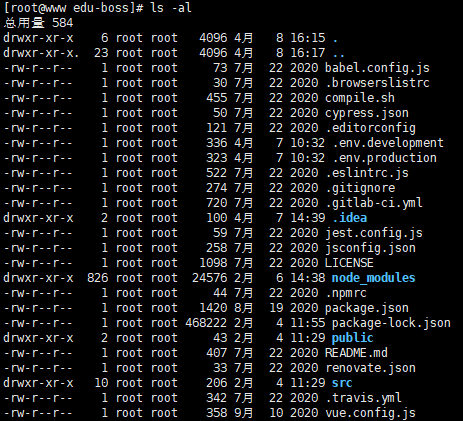 [root@www edu-boss]# ls -al
总用量 584
drwxr-xr-x 6 root root 4096 4月 8 16:15 .
drwxr-xr-x. 23 root root 4096 4月 8 16:17 ..
-rw-r--r-- 1 root root 73 7月 22 2020 babel.config.js
-rw-r--r-- 1 root root 30 7月 22 2020 .browserslistrc
-rw-r--r-- 1 root root 455 7月 22 2020 compile.sh
-rw-r--r-- 1 root root 50 7月 22 2020 cypress.json
-rw-r--r-- 1 root root 121 7月 22 2020 .editorconfig
-rw-r--r-- 1 root root 336 4月 7 10:32 .env.development
-rw-r--r-- 1 root root 323 4月 7 10:32 .env.production
-rw-r--r-- 1 root root 522 7月 22 2020 .eslintrc.js
-rw-r--r-- 1 root root 274 7月 22 2020 .gitignore
-rw-r--r-- 1 root root 720 7月 22 2020 .gitlab-ci.yml
drwxr-xr-x 2 root root 100 4月 7 14:39 .idea
-rw-r--r-- 1 root root 59 7月 22 2020 jest.config.js
-rw-r--r-- 1 root root 258 7月 22 2020 jsconfig.json
-rw-r--r-- 1 root root 1098 7月 22 2020 LICENSE
drwxr-xr-x 826 root root 24576 2月 6 14:38 node_modules
-rw-r--r-- 1 root root 44 7月 22 2020 .npmrc
-rw-r--r-- 1 root root 1420 8月 19 2020 package.json
-rw-r--r-- 1 root root 468222 2月 4 11:55 package-lock.json
drwxr-xr-x 2 root root 43 2月 4 11:29 public
-rw-r--r-- 1 root root 407 7月 22 2020 README.md
-rw-r--r-- 1 root root 33 7月 22 2020 renovate.json
drwxr-xr-x 10 root root 206 2月 4 11:29 src
-rw-r--r-- 1 root root 342 7月 22 2020 .travis.yml
-rw-r--r-- 1 root root 358 9月 10 2020 vue.config.js